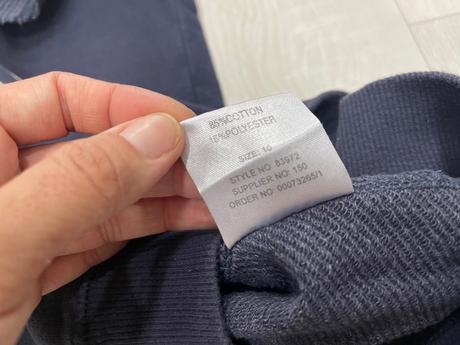 85%COTTON
15%POLYESTER
SIZE: 10
STYLE NO: 83972
SUPPLIER NO: 150
ORDER NO: 00073265/1